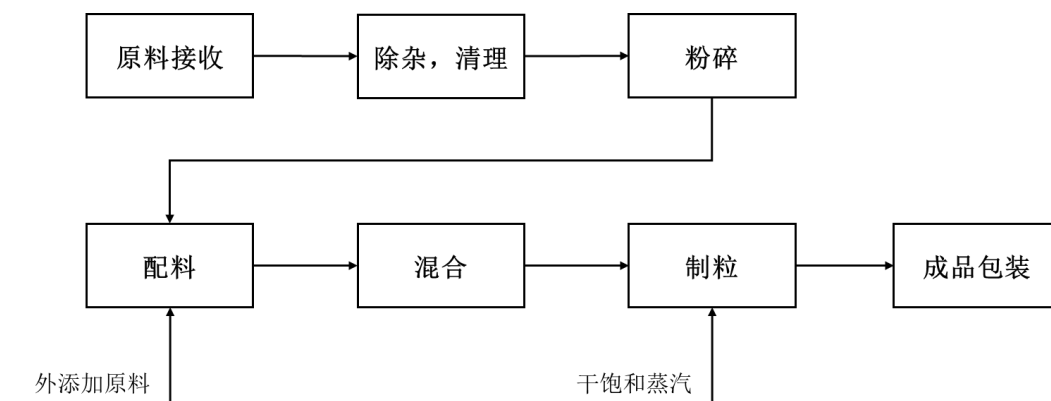 原料接收
除杂，清理
粉碎
配料
混合
制粒
成品包装
外添加原料
干饱和蒸汽